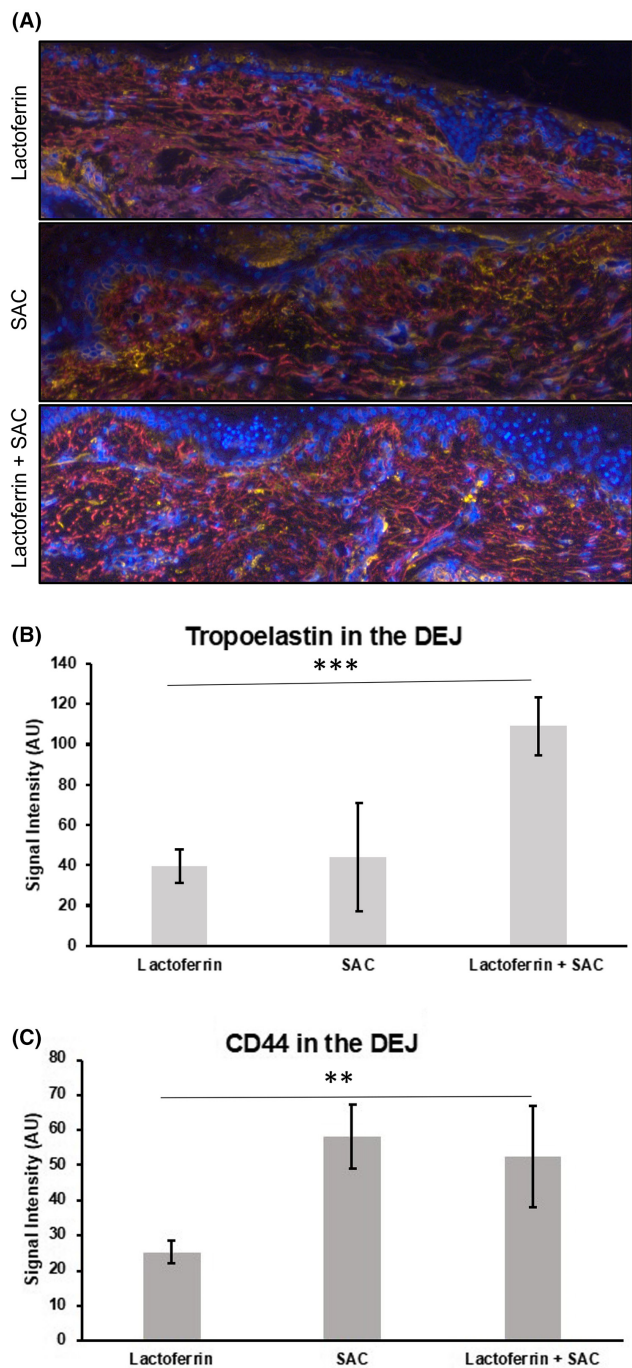 (A)
Lactoferrin
SAC
Lactoferrin + SAC
(B)
Tropoelastin in the DEJ
***
Signal Intensity (AU)
140
120
100
80
60
40
20
0
Lactoferrin SAC Lactoferrin + SAC
(C)
CD44 in the DEJ
**
Signal Intensity (AU)
80
70
60
50
40
30
20
10
0
Lactoferrin SAC Lactoferrin + SAC